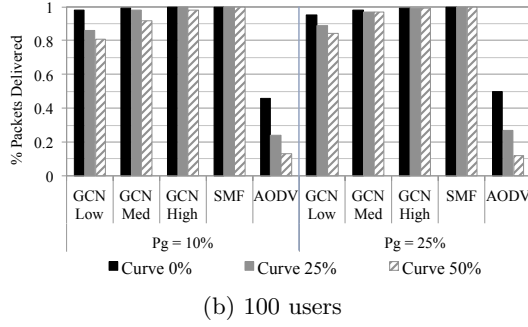 1
0.8
0.6
0.4
0.2
0
% Packets Delivered
GCN Low GCN Med GCN High SMF AODV GCN Low GCN Med GCN High SMF AODV
Pg = 10% Pg = 25%
Curve 0% Curve 25% Curve 50%
(b) 100 users